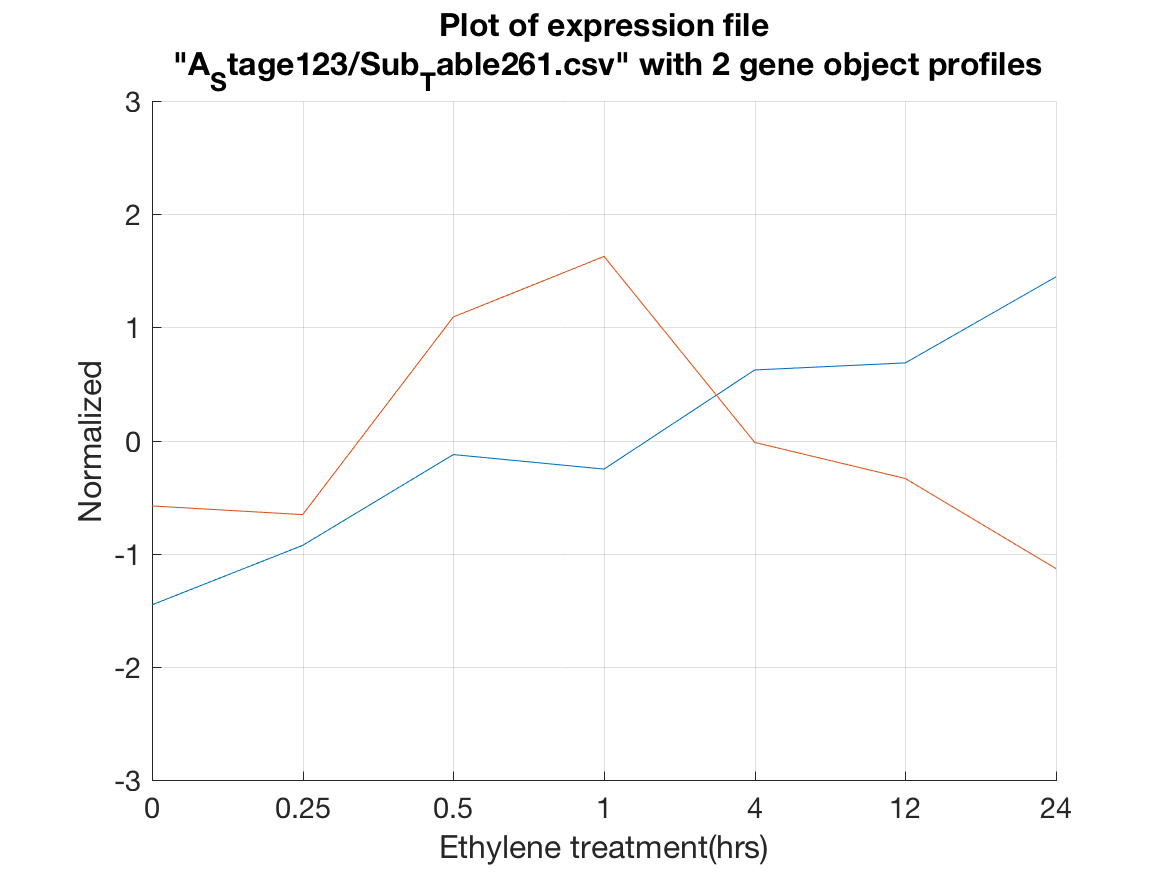 Plot of expression file
"A_Stage123/Sub_Table261.csv" with 2 gene object profiles
3
2
1
0
-1
-2
-3
Normalized
0 0.25 0.5 1 4 12 24
Ethylene treatment(hrs)